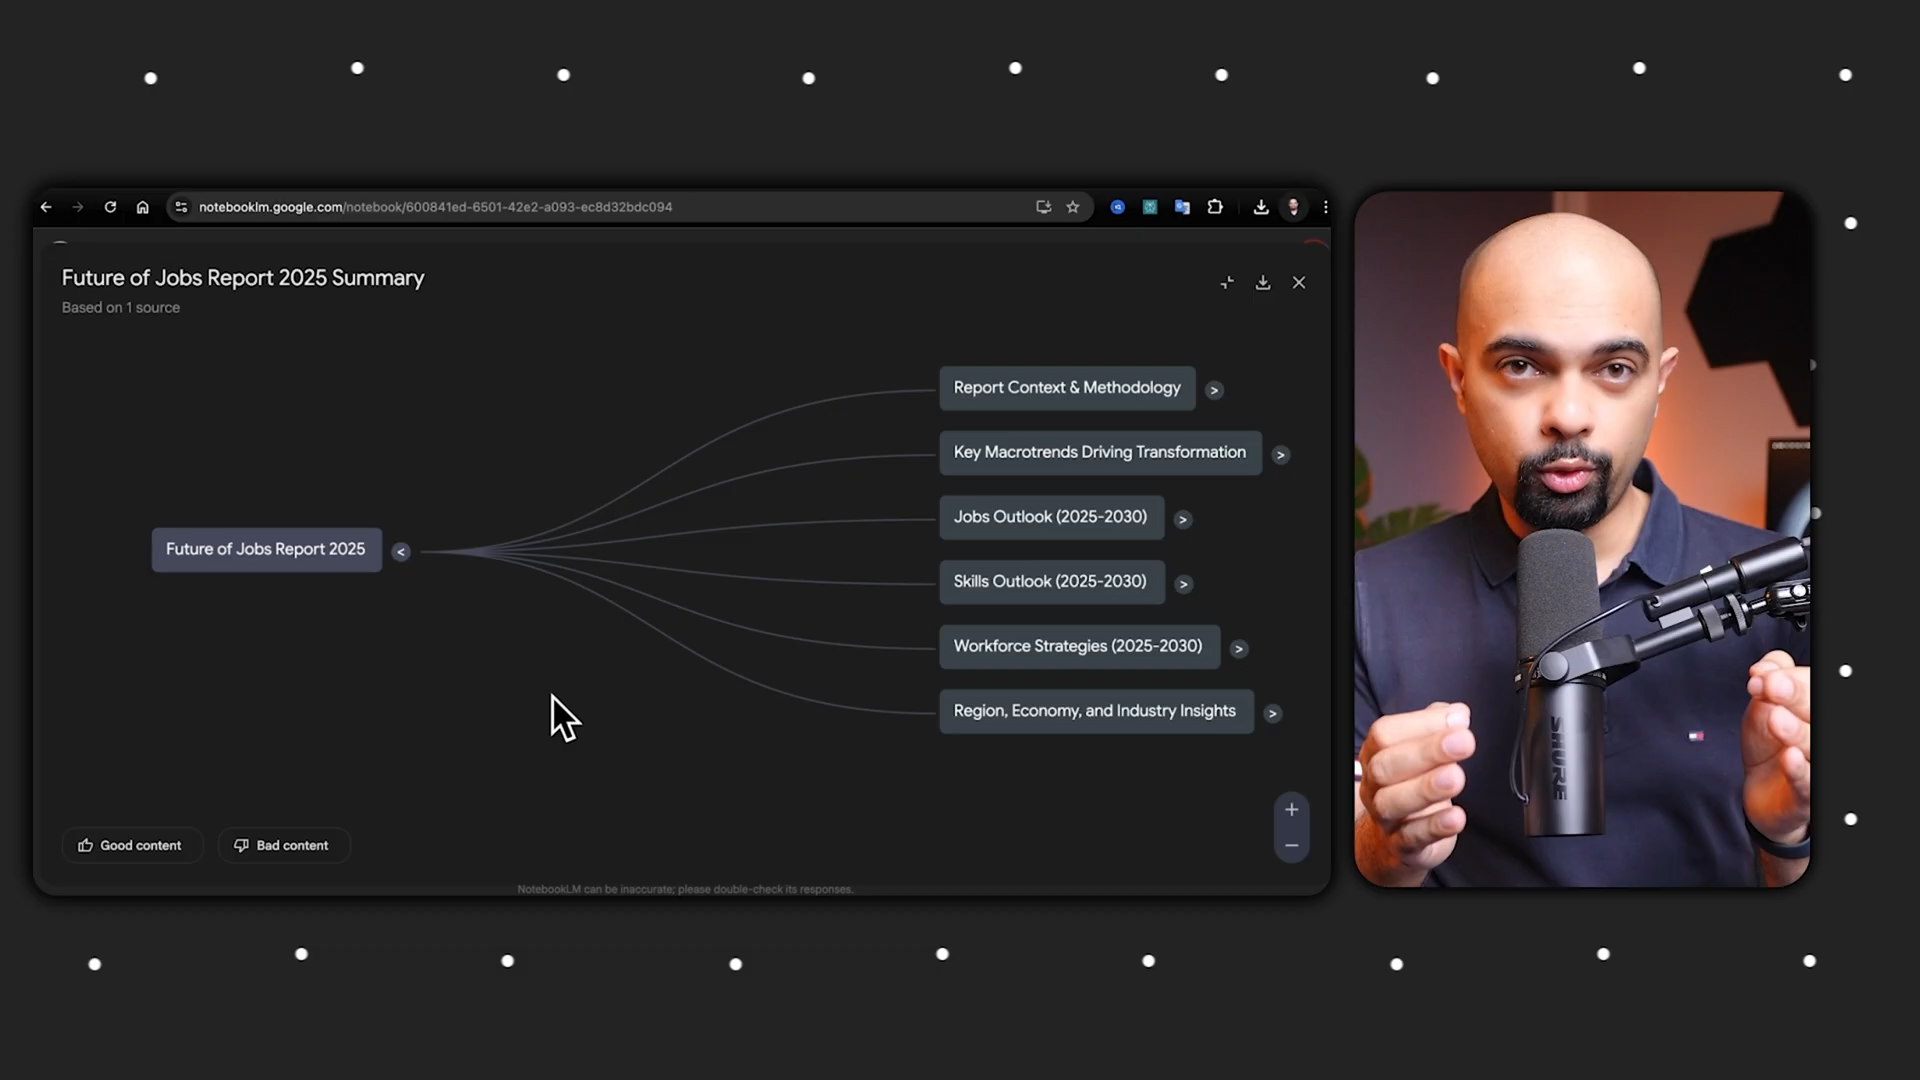 notebooklm.google.com/notebook/600841ed-6501-42e2-a093-ec8d32bdc094
Future of Jobs Report 2025 Summary
Based on 1 source
Report Context & Methodology
>
Key Macrotrends Driving Transformation
>
Jobs Outlook (2025-2030)
>
Future of Jobs Report 2025
<
Skills Outlook (2025-2030)
>
Workforce Strategies (2025-2030)
>
Region, Economy, and Industry Insights
>
Good content
Bad content
NotebookLM can be inaccurate; please double-check its responses.
SHURE